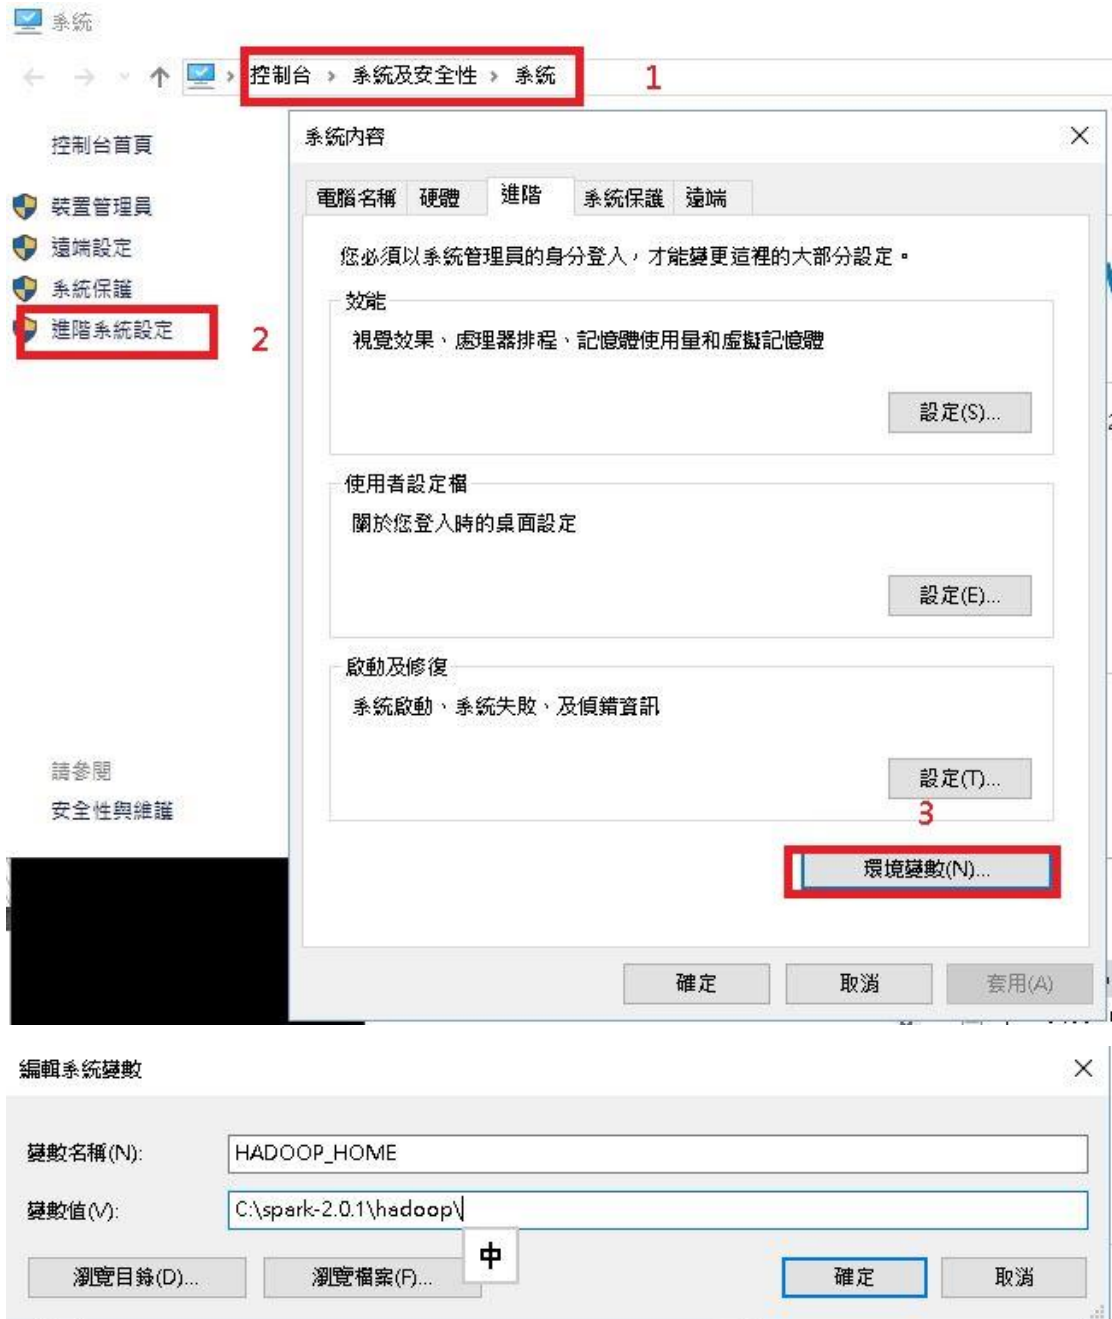 系統
控制台 > 系統及安全性 > 系統 1
控制台首頁
裝置管理員
遠端設定
系統保護
進階系統設定 2
請參閱
安全性與維護
系統內容
電腦名稱 硬體 進階 系統保護 遠端
您必須以系統管理員的身分登入，才能變更這裡的大部分設定。
效能
視覺效果、處理器排程、記憶體使用量和虛擬記憶體
設定(S)...
使用者設定檔
關於您登入時的桌面設定
設定(E)...
啟動及修復
系統啟動、系統失敗、及偵錯資訊
設定(T)...
3
環境變數(N)...
確定 取消 套用(A)
編輯系統變數
變數名稱(N): HADOOP_HOME
變數值(V): C:\spark-2.0.1\hadoop\
中
瀏覽目錄(D)... 瀏覽檔案(F)... 確定 取消